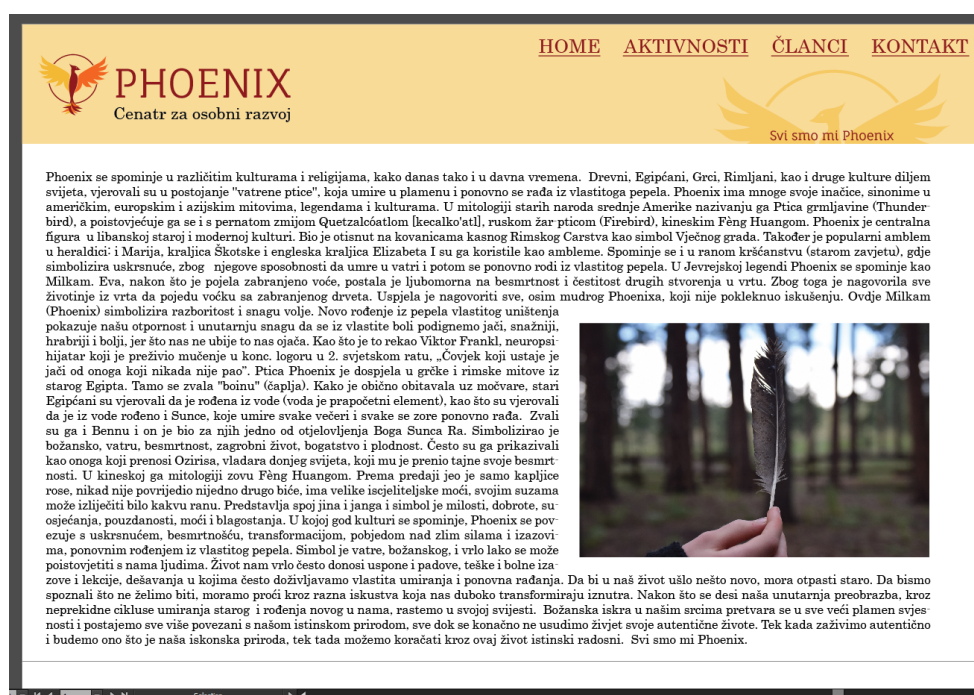 HOME AKTIVNOSTI ČLANCI KONTAKT
PHOENIX
Cenatr za osobni razvoj
Svi smo mi Phoenix
Phoenix se spominje u različitim kulturama i religijama, kako danas tako i u davna vremena. Drevni, Egipćani, Grci, Rimljani, kao i druge kulture diljem
svijeta, vjerovali su u postojanje "vatrene ptice", koja umire u plamenu i ponovno se rađa iz vlastitoga pepela. Phoenix ima mnoge svoje inačice, sinonime u
američkim, europskim i azijskim mitovima, legendama i kulturama. U mitologiji starih naroda srednje Amerike nazivanju ga Ptica grmljavine (Thunder-
bird), a poistovjećuje ga se i s pernatom zmijom Quetzalcóatlom [kecalko'atl], ruskom žar-pticom (Firebird), kineskim Fèng Huangom. Phoenix je centralna
figura u libanskoj staroj i modernoj kulturi. Bio je otisnut na kovanicama kasnog Rimskog Carstva kao simbol Vječnog grada. Također je popularni amblem
u heraldici: i Marija, kraljica Škotske i engleska kraljica Elizabeta I su ga koristile kao ambleme. Spominje se i u ranom kršćanstvu (starom zavjetu), gdje
simbolizira uskrsnuće, zbog njegove sposobnosti da umre u vatri i potom se ponovno rodi iz vlastitog pepela. U Jevrejskoj legendi Phoenix se spominje kao
Milkam. Eva, nakon što je pojela zabranjeno voće, postala je ljubomorna na besmrtnost i čestitost drugih stvorenja u vrtu. Zbog toga je nagovorila sve
životinje iz vrta da pojedu voćku sa zabranjenog drveta. Uspjela je nagovoriti sve, osim mudrog Phoenixa, koji nije pokleknuo iskušenju. Ovdje Milkam
(Phoenix) simbolizira razboritost i snagu volje. Novo rođenje iz pepela vlastitog uništenja
pokazuje našu otpornost i unutarnju snagu da se iz vlastite boli podignemo jači, snažniji,
hrabriji i bolji, jer što nas ne ubije to nas ojača. Kao što je to rekao Viktor Frankl, neuropsi-
hijatar koji je preživio mučenje u konc. logoru u 2. svjetskom ratu, „Čovjek koji ustaje je
jači od onoga koji nikada nije pao”. Ptica Phoenix je dospjela u grčke i rimske mitove iz
starog Egipta. Tamo se zvala "boinu" (čaplja). Kako je obično obitavala uz močvare, stari
Egipćani su vjerovali da je rođena iz vode (voda je prapočetni element), kao što su vjerovali
da je iz vode rođeno i Sunce, koje umire svake večeri i svake se zore ponovno rađa. Zvali
su ga i Bennu i on je bio za njih jedno od otjelovljenja Boga Sunca Ra. Simbolizirao je
božansko, vatru, besmrtnost, zagrobni život, bogatstvo i plodnost. Često su ga prikazivali
kao onoga koji prenosi Ozirisa, vladara donjeg svijeta, koji mu je prenio tajne svoje besmrt-
nosti. U kineskoj ga mitologiji zovu Fèng Huangom. Prema predaji jeo je samo kapljice
rose, nikad nije povrijedio nijedno drugo biće, ima velike iscjeliteljske moći, svojim suzama
može izliječiti bilo kakvu ranu. Predstavlja spoj jina i janga i simbol je milosti, dobrote, su-
osjećanja, pouzdanosti, moći i blagostanja. U kojoj god kulturi se spominje, Phoenix se pov-
ezuje s uskrsnućem, besmrtnošću, transformacijom, pobjedom nad zlim silama i izazovi-
ma, ponovnim rođenjem iz vlastitog pepela. Simbol je vatre, božanskog, i vrlo lako se može
poistovjetiti s nama ljudima. Život nam vrlo često donosi uspone i padove, teške i bolne iza-
zove i lekcije, dešavanja u kojima često doživljavamo vlastita umiranja i ponovna rađanja. Da bi u naš život ušlo nešto novo, mora otpasti staro. Da bismo
spoznali što ne želimo biti, moramo proći kroz razna iskustva koja nas duboko transformiraju iznutra. Nakon što se desi naša unutarnja preobrazba, kroz
neprekidne cikluse umiranja starog i rođenja novog u nama, rastemo u svojoj svijesti. Božanska iskra u našim srcima pretvara se u sve veći plamen svjes-
nosti i postajemo sve više povezani s našom istinskom prirodom, sve dok se konačno ne usudimo živjet svoje autentične živote. Tek kada zaživimo autentično
i budemo ono što je naša iskonska priroda, tek tada možemo koračati kroz ovaj život istinski radosni. Svi smo mi Phoenix.